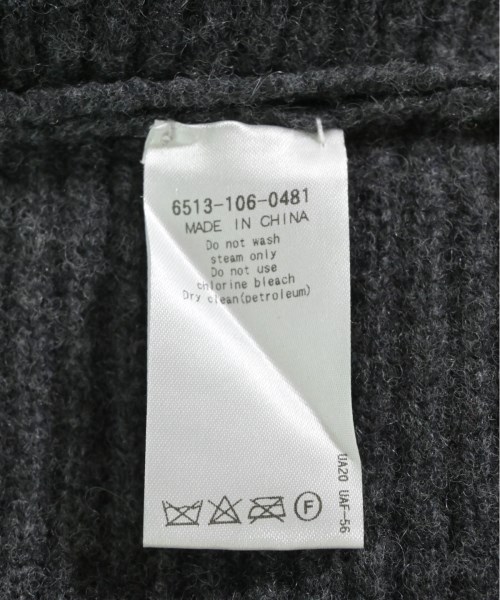 6513-106-0481
MADE IN CHINA
Do not wash
steam only
Do not use
chlorine bleach
Dry clean(petroleum)
UA20 UAF-56
F